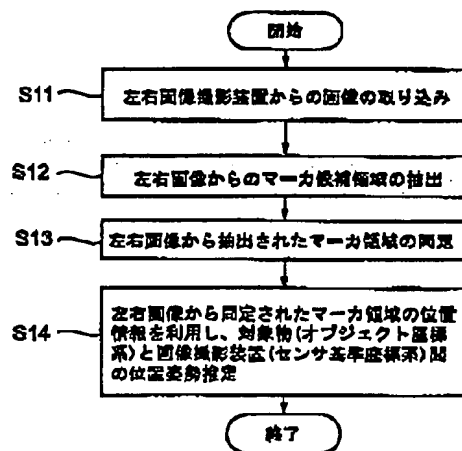 開始
S11
左右画像撮影装置からの画像の取り込み
S12
左右画像からのマーカ候補領域の抽出
S13
左右画像から抽出されたマーカ領域の同定
S14
左右画像から同定されたマーカ領域の位置
情報を利用し、対象物(オブジェクト座標
系)と画像撮影装置(センサ基準座標系)間
の位置姿勢推定
終了